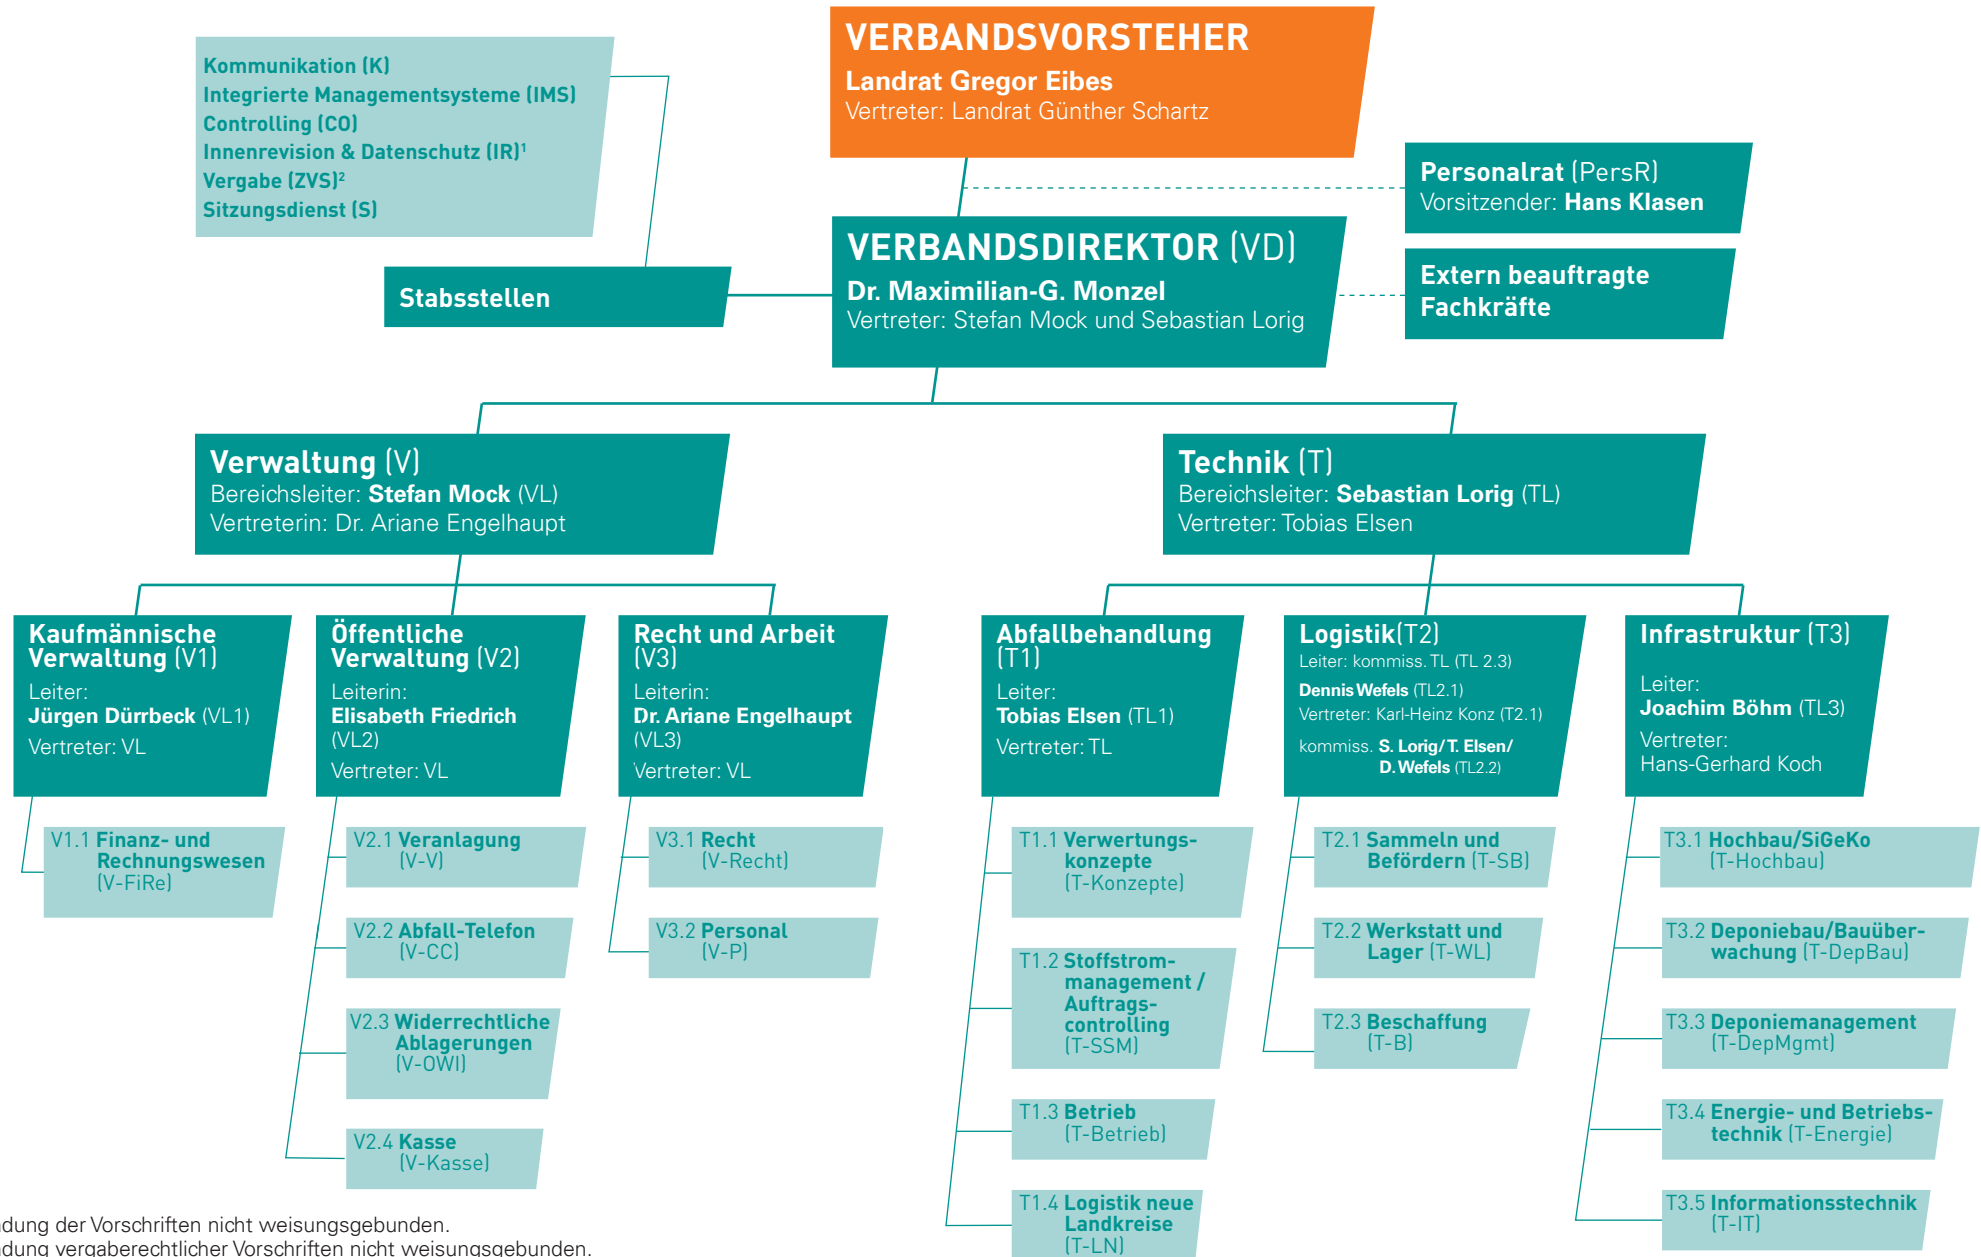 Kommunikation (K)
Integrierte Managementsysteme (IMS)
Controlling (CO)
Innenrevision & Datenschutz (IR)¹
Vergabe (ZVS)²
Sitzungsdienst (S)
VERBANDSVORSTEHER
Landrat Gregor Eibes
Vertreter: Landrat Günther Schartz
Personalrat (PersR)
Vorsitzender: Hans Klasen
VERBANDSDIREKTOR (VD)
Dr. Maximilian-G. Monzel
Vertreter: Stefan Mock und Sebastian Lorig
Stabsstellen
Extern beauftragte
Fachkräfte
Verwaltung (V)
Bereichsleiter: Stefan Mock (VL)
Vertreterin: Dr. Ariane Engelhaupt
Technik (T)
Bereichsleiter: Sebastian Lorig (TL)
Vertreter: Tobias Elsen
Kaufmännische
Verwaltung (V1)
Leiter:
Jürgen Dürrbeck (VL1)
Vertreter: VL
V1.1 Finanz- und
Rechnungswesen
(V-FiRe)
Öffentliche
Verwaltung (V2)
Leiterin:
Elisabeth Friedrich
(VL2)
Vertreter: VL
V2.1 Veranlagung
(V-V)
V2.2 Abfall-Telefon
(V-CC)
V2.3 Widerrechtliche
Ablagerungen
(V-OWI)
V2.4 Kasse
(V-Kasse)
Recht und Arbeit
(V3)
Leiterin:
Dr. Ariane Engelhaupt
(VL3)
Vertreter: VL
V3.1 Recht
(V-Recht)
V3.2 Personal
(V-P)
Abfallbehandlung
(T1)
Leiter:
Tobias Elsen (TL1)
Vertreter: TL
T1.1 Verwertungs-
konzepte
(T-Konzepte)
T1.2 Stoffstrom-
management /
Auftrags-
controlling
(T-SSM)
T1.3 Betrieb
(T-Betrieb)
T1.4 Logistik neue
Landkreise
(T-LN)
Logistik(T2)
Leiter: kommiss. TL (TL 2.3)
Dennis Wefels (TL2.1)
Vertreter: Karl-Heinz Konz (T2.1)
kommiss. S. Lorig/T. Elsen/
D. Wefels (TL2.2)
T2.1 Sammeln und
Befördern (T-SB)
T2.2 Werkstatt und
Lager (T-WL)
T2.3 Beschaffung
(T-B)
Infrastruktur (T3)
Leiter:
Joachim Böhm (TL3)
Vertreter:
Hans-Gerhard Koch
T3.1 Hochbau/SiGeKo
(T-Hochbau)
T3.2 Deponiebau/Bauüber-
wachung (T-DepBau)
T3.3 Deponiemanagement
(T-DepMgmt)
T3.4 Energie- und Betriebs-
technik (T-Energie)
T3.5 Informationsstechnik
(T-IT)
ndung der Vorschriften nicht weisungsgebunden.
ndung vergaberechtlicher Vorschriften nicht weisungsgebunden.